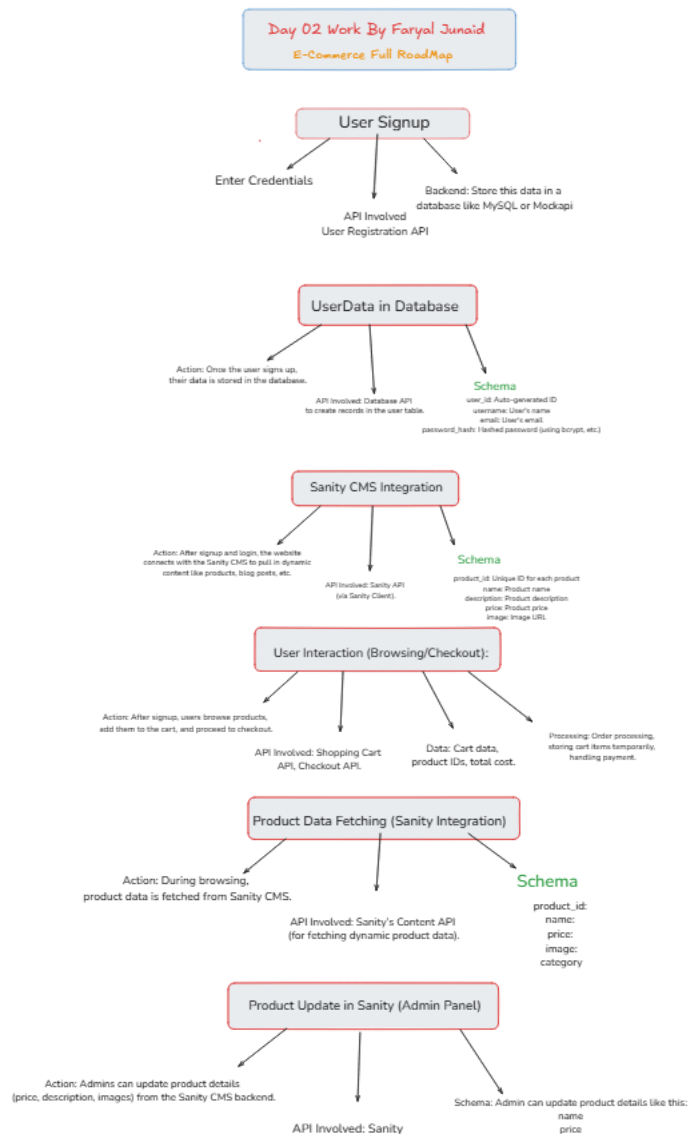 Day 02 Work By Faryal Junaid
E-Commerce Full RoadMap
User Signup
Enter Credentials
API Involved
User Registration API
Backend: Store this data in a
database like MySQL or Mockapi
UserData in Database
Action: Once the user signs up,
their data is stored in the database.
API Involved: Database API
to create records in the user table.
Schema
user_id: Auto-generated ID
username: User's name
email: User's email
password_hash: Hashed password (using bcrypt, etc.)
Sanity CMS Integration
Action: After signup and login, the website
connects with the Sanity CMS to pull in dynamic
content like products, blog posts, etc.
API Involved: Sanity API
(via Sanity Client).
Schema
product_id: Unique ID for each product
name: Product name
description: Product description
price: Product price
image: Image URL
User Interaction (Browsing/Checkout):
Action: After signup, users browse products,
add them to the cart, and proceed to checkout.
API Involved: Shopping Cart
API, Checkout API.
Data: Cart data,
product IDs, total cost.
Processing: Order processing,
storing cart items temporarily,
handling payment.
Product Data Fetching (Sanity Integration)
Action: During browsing,
product data is fetched from Sanity CMS.
API Involved: Sanity's Content API
(for fetching dynamic product data).
Schema
product_id:
name:
price:
image:
category
Product Update in Sanity (Admin Panel)
Action: Admins can update product details
(price, description, images) from the Sanity CMS backend.
API Involved: Sanity
Schema: Admin can update product details like this:
name
price